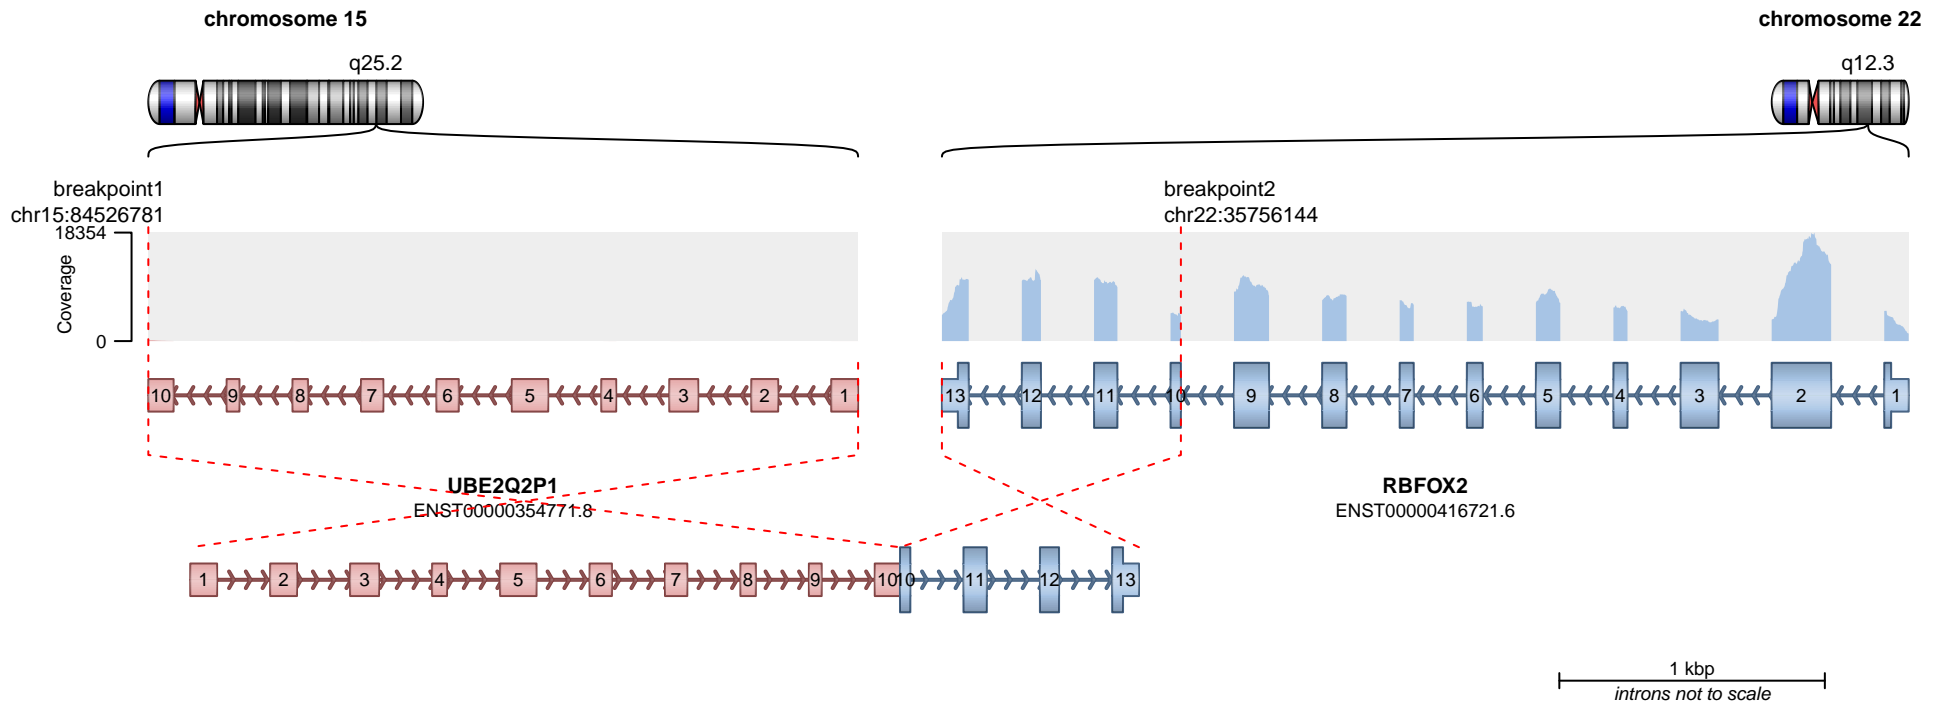 chromosome 15
chromosome 22
q25.2
q12.3
breakpoint1
chr15:84526781
breakpoint2
chr22:35756144
18354
Coverage
0
10 9 8 7 6 5 4 3 2 1
13 12 11 10 9 8 7 6 5 4 3 2 1
UBE2Q2P1
ENST00000354771.8
RBFOX2
ENST00000416721.6
1 2 3 4 5 6 7 8 9 10 10 11 12 13
1 kbp
introns not to scale